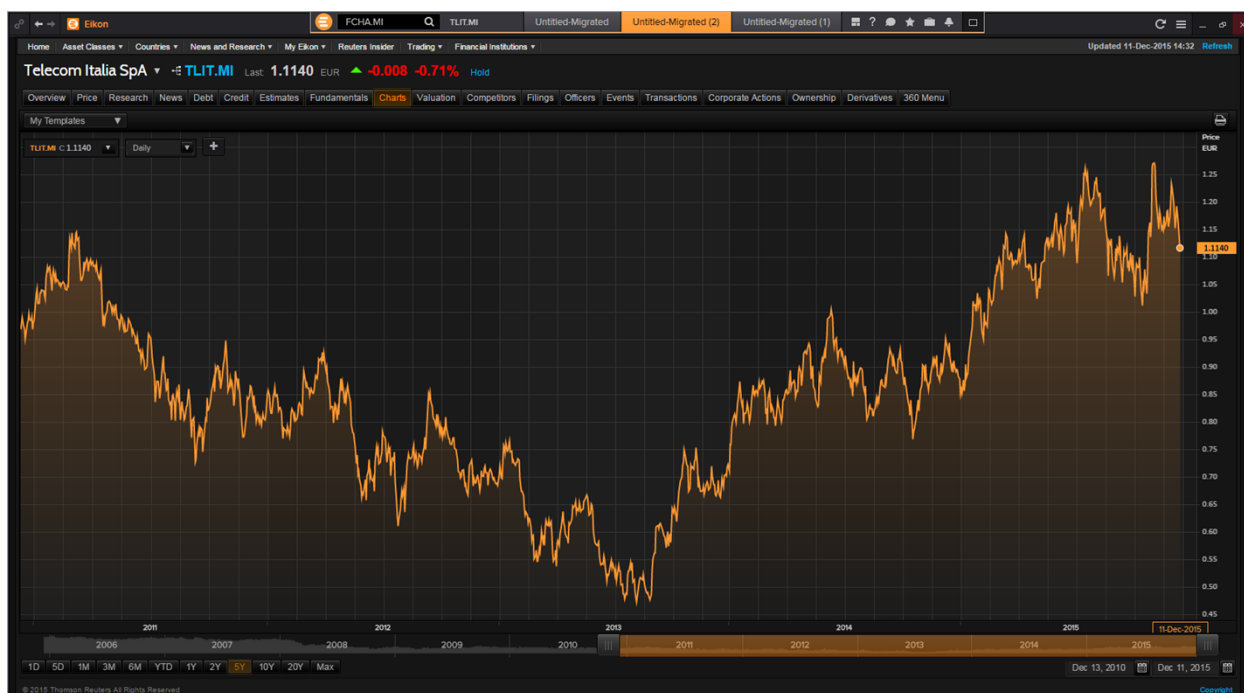 Eikon FCHA.MI TLIT.MI Untitled-Migrated Untitled-Migrated (2) Untitled-Migrated (1) ?
Home Asset Classes Countries News and Research My Eikon Reuters Insider Trading Financial Institutions Updated 11-Dec-2015 14:32 Refresh
Telecom Italia SpA TLIT.MI Last 1.1140 EUR -0.008 -0.71% Hold
Overview Price Research News Debt Credit Estimates Fundamentals Charts Valuation Competitors Filings Officers Events Transactions Corporate Actions Ownership Derivatives 360 Menu
My Templates
Price
EUR
TLIT.MI C 1.1140 Daily +
1.25
1.20
1.15
1.1140
1.10
1.05
1.00
0.95
0.90
0.85
0.80
0.75
0.70
0.65
0.60
0.55
0.50
0.45
2011 2012 2013 2014 2015 11-Dec-2015
2006 2007 2008 2009 2010 2011 2012 2013 2014 2015
1D 5D 1M 3M 6M YTD 1Y 2Y 5Y 10Y 20Y Max Dec 13, 2010 Dec 11, 2015
© 2015 Thomson Reuters All Rights Reserved Copyright